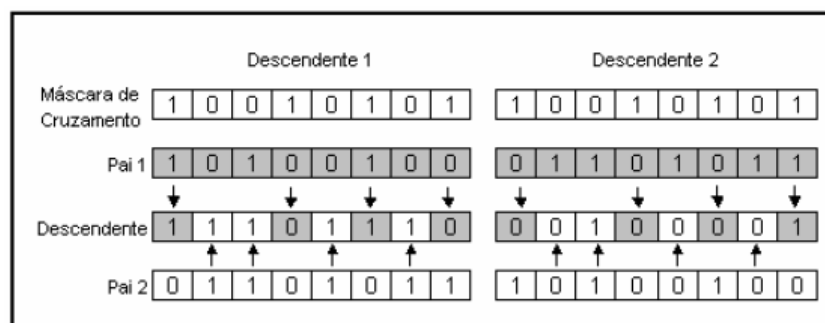 Descendente 1 Descendente 2
Máscara de
Cruzamento 1 0 0 1 0 1 0 1 1 0 0 1 0 1 0 1
Pai 1 1 0 1 0 0 1 0 0 0 1 1 0 1 0 1 1
Descendente 1 1 1 0 1 1 1 0 0 0 1 0 0 0 0 1
Pai 2 0 1 1 0 1 0 1 1 1 0 1 0 0 1 0 0